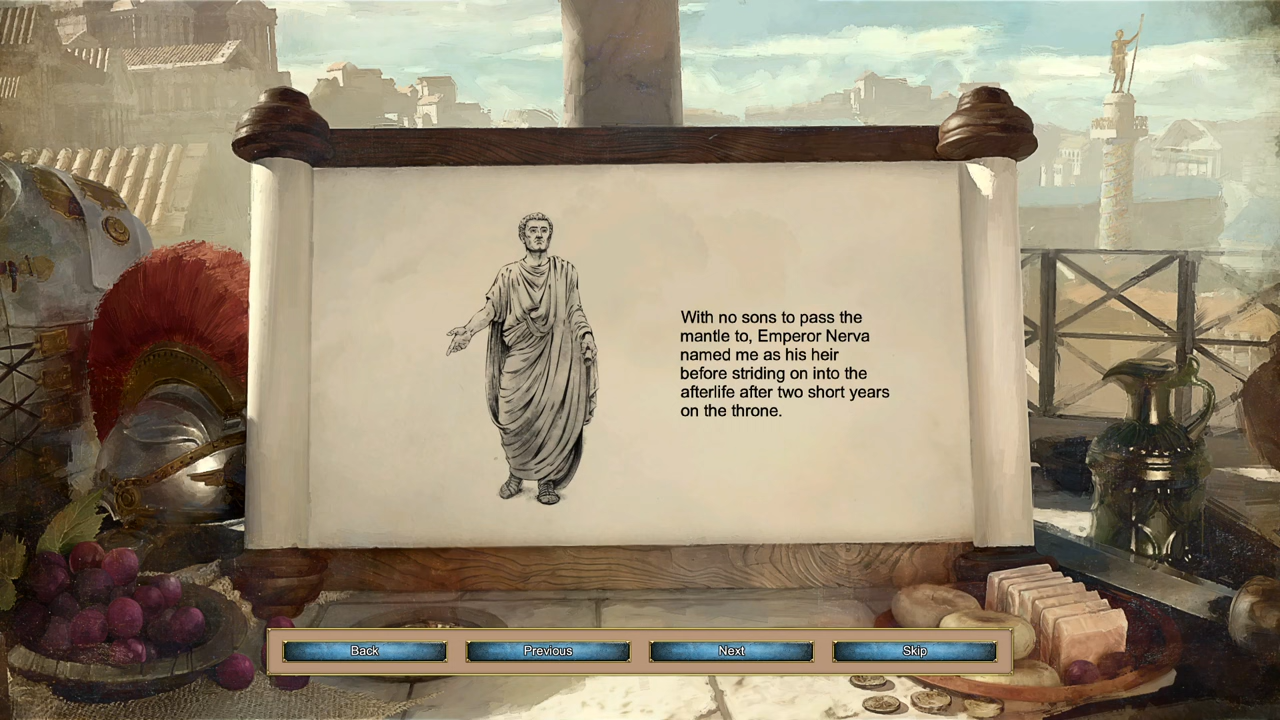 With no sons to pass the
mantle to, Emperor Nerva
named me as his heir
before striding on into the
afterlife after two short years
on the throne.
Back
Previous
Next
Skip